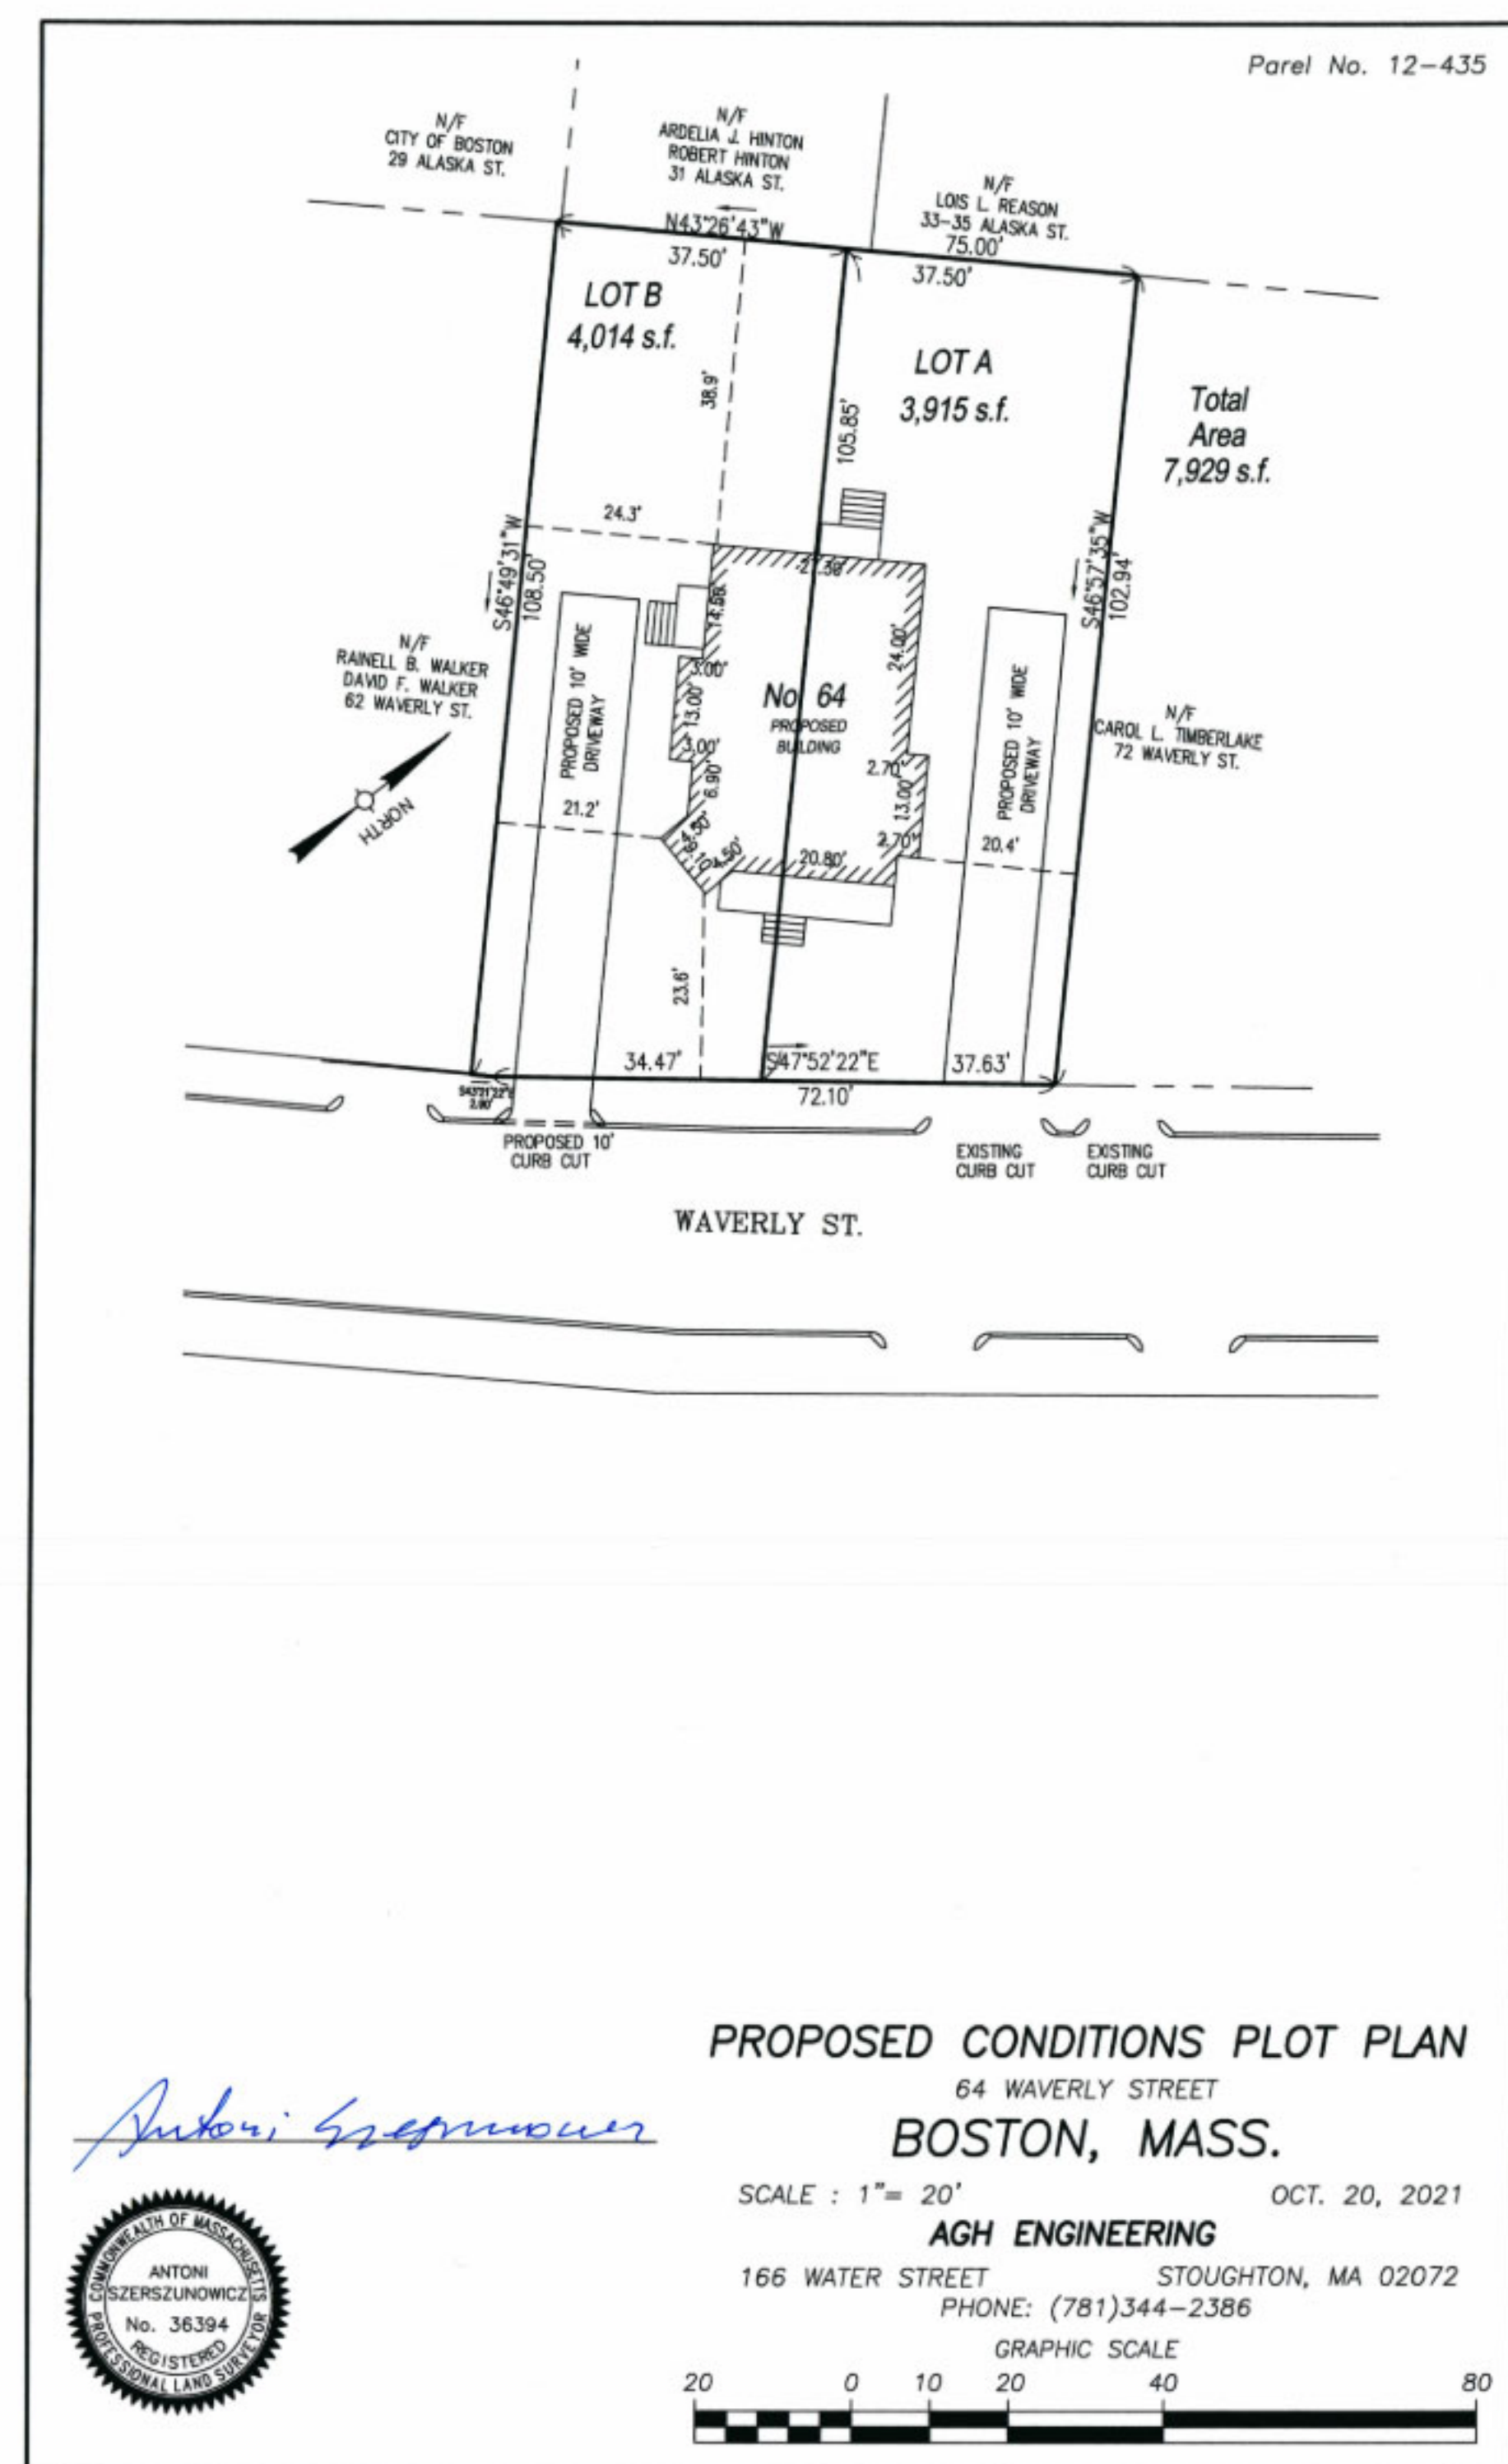 Parel No. 12-435
N/F
CITY OF BOSTON
29 ALASKA ST.
N/F
ARDELIA J. HINTON
ROBERT HINTON
31 ALASKA ST.
N/F
LOIS L. REASON
33-35 ALASKA ST.
N43°26'43"W
75.00'
37.50'
37.50'
LOT B
4,014 s.f.
LOT A
3,915 s.f.
Total
Area
7,929 s.f.
38.9'
105.85'
24.3'
S46°49'31"W
108.50'
S46°57'35"W
102.94'
14.66'
24.00'
3.00'
13.00'
3.00'
6.90'
4.50'
9.10
4.50'
20.80'
2.70'
13.00'
2.70'
No. 64
PROPOSED
BUILDING
PROPOSED 10' WIDE
DRIVEWAY
PROPOSED 10' WIDE
DRIVEWAY
N/F
RAINELL B. WALKER
DAVID F. WALKER
62 WAVERLY ST.
N/F
CAROL L. TIMBERLAKE
72 WAVERLY ST.
NORTH
21.2'
20.4'
23.6'
34.47'
S47°52'22"E
37.63'
72.10'
PROPOSED 10'
CURB CUT
EXISTING
CURB CUT
EXISTING
CURB CUT
WAVERLY ST.
PROPOSED CONDITIONS PLOT PLAN
64 WAVERLY STREET
BOSTON, MASS.
SCALE : 1"= 20'
OCT. 20, 2021
AGH ENGINEERING
166 WATER STREET
STOUGHTON, MA 02072
PHONE: (781)344-2386
GRAPHIC SCALE
20 0 10 20 40 80
Antoni
COMMONWEALTH OF MASSACHUSETTS
ANTONI
SZERSZUNOWICZ
No. 36394
REGISTERED
PROFESSIONAL LAND SURVEYOR